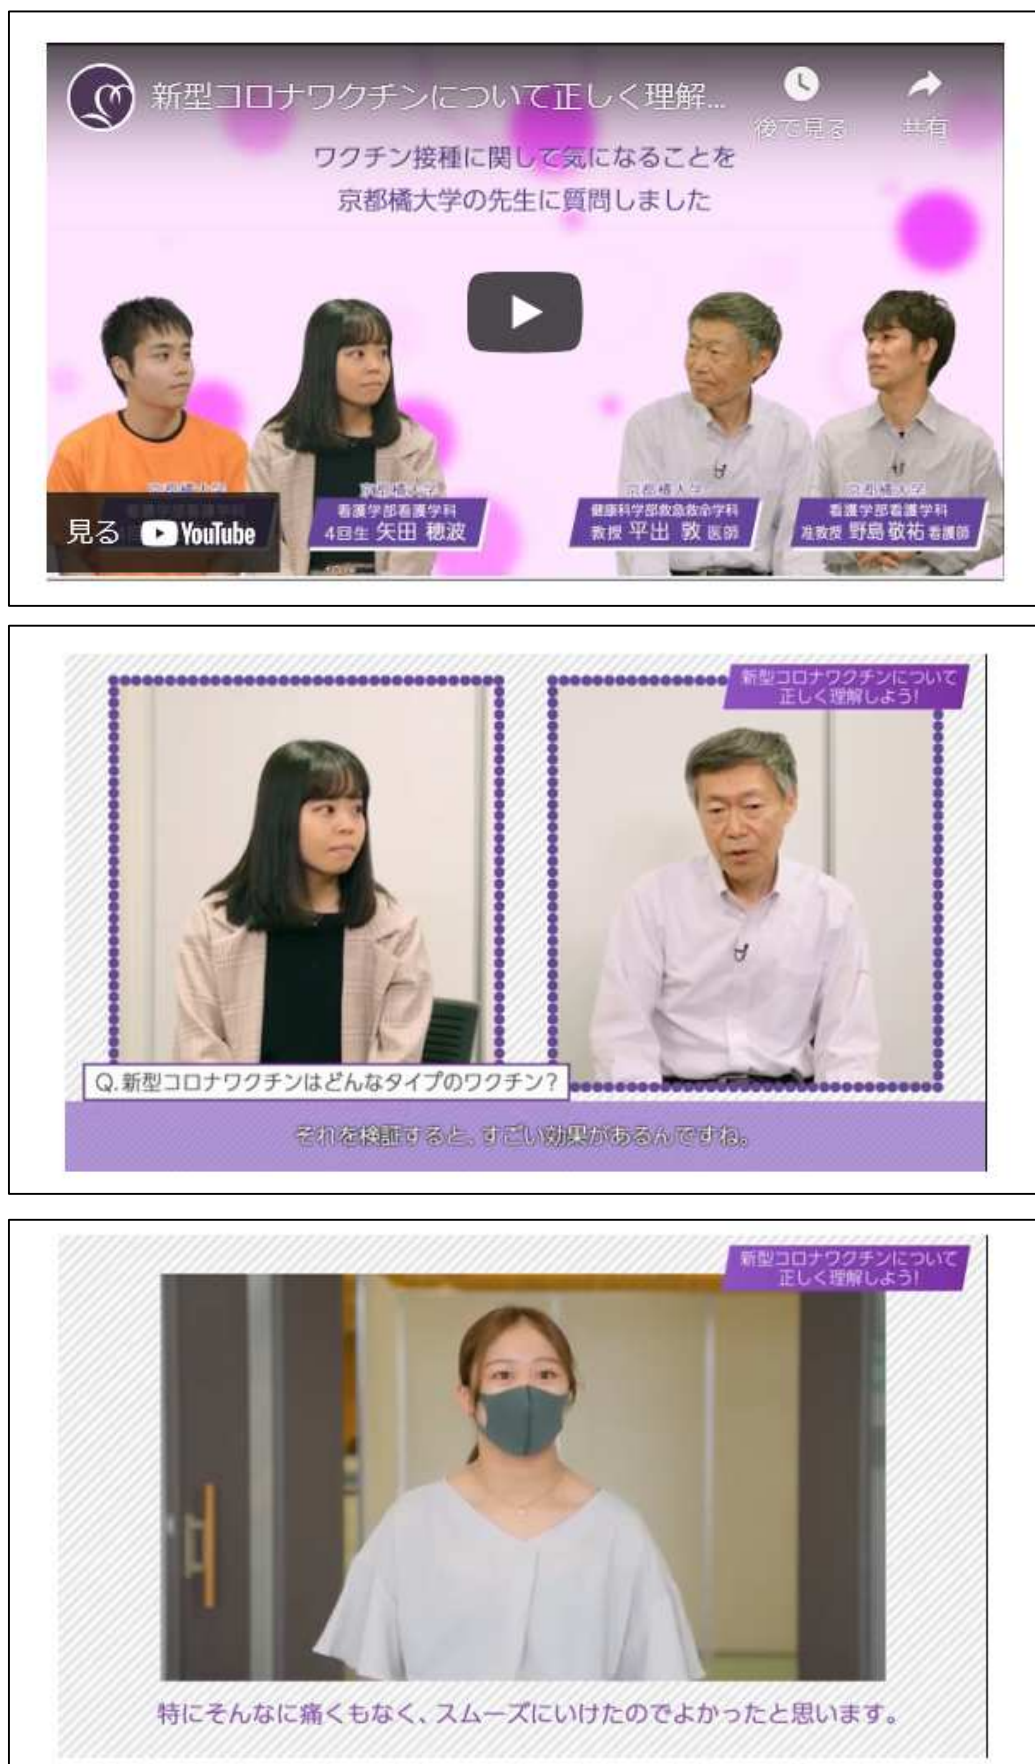 新型コロナワクチンについて正しく理解...
後で見る
共有
ワクチン接種に関して気になることを
京都橘大学の先生に質問しました
京都橘大学
看護学部看護学科
4回生 矢田 穂波
京都橘大学
健康科学部救急救命学科
教授 平出 敦 医師
京都橘大学
看護学部看護学科
准教授 野島 敬祐 看護師
見る YouTube
新型コロナワクチンについて
正しく理解しよう!
Q.新型コロナワクチンはどんなタイプのワクチン?
それを検証すると、すごい効果があるんですね。
新型コロナワクチンについて
正しく理解しよう!
特にそんなに痛くもなく、スムーズにいけたのでよかったと思います。